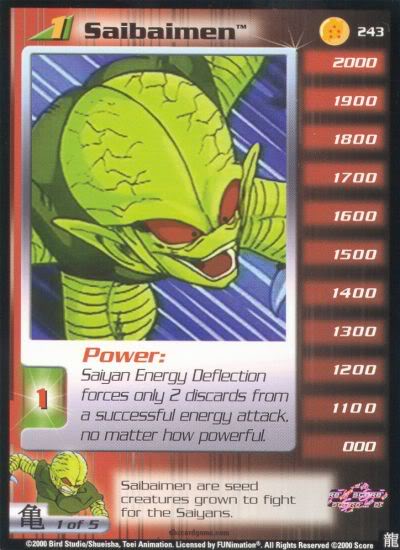 1 Saibaimen™
243
2000
1900
1800
1700
1600
1500
1400
1300
1200
1100
000
Power:
1
Saiyan Energy Deflection
forces only 2 discards from
a successful energy attack,
no matter how powerful.
Saibaimen are seed
creatures grown to fight
for the Saiyans.
亀 1 of 5
龍
dbzcardgame.com
©2000 Bird Studio/Shueisha, Toei Animation. Licensed by FUNimation®. All Rights Reserved ©2000 Score